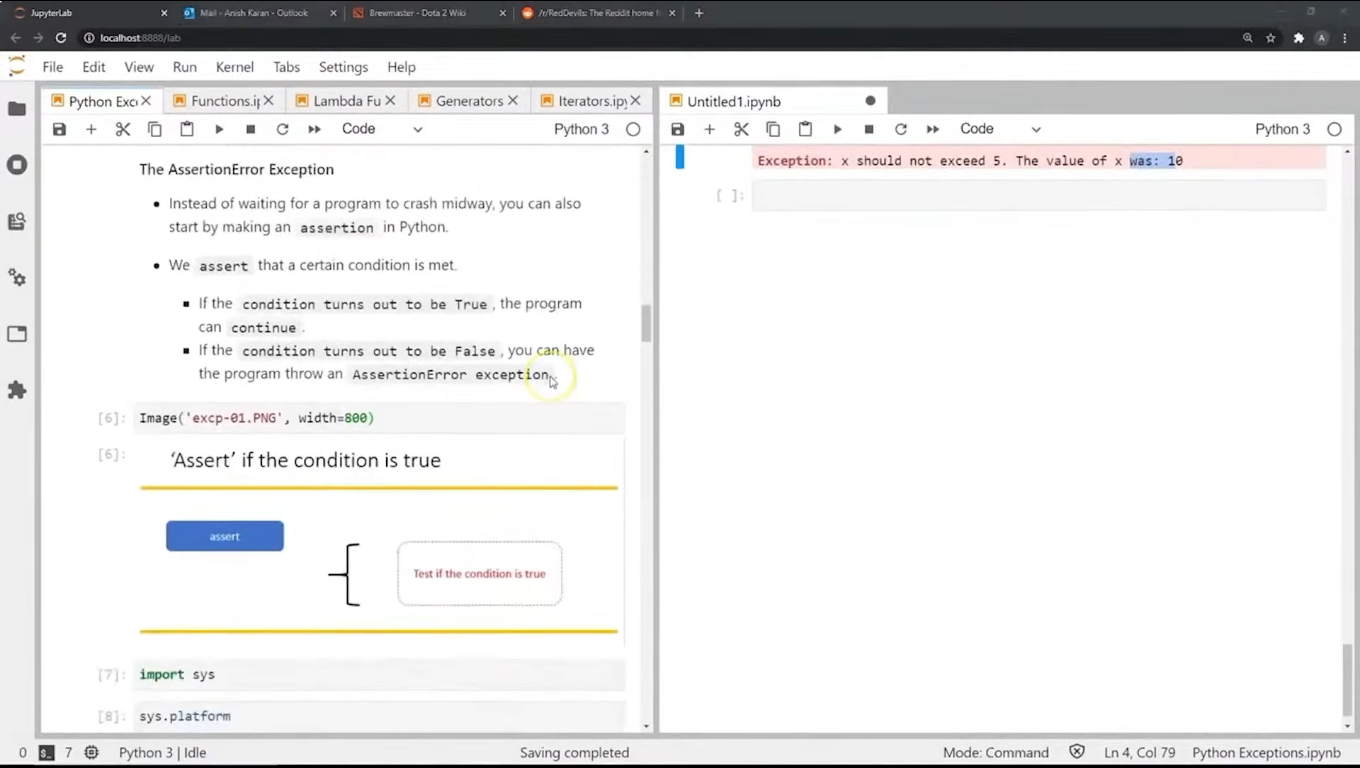 JupyterLab
Mail - Anish Karan - Outlook
Brewmaster - Dota 2 Wiki
/r/RedDevils: The Reddit home f
localhost:8888/lab
A
File Edit View Run Kernel Tabs Settings Help
Python Exc
Functions.ip
Lambda Fu
Generators
Iterators.ipy
Untitled1.ipynb
Code
Python 3
Code
Python 3
The AssertionError Exception
Instead of waiting for a program to crash midway, you can also
start by making an assertion in Python.
We assert that a certain condition is met.
If the condition turns out to be True, the program
can continue.
If the condition turns out to be False, you can have
the program throw an AssertionError exception.
[6]: Image('excp-01.PNG', width=800)
[6]:
‘Assert’ if the condition is true
assert
Test if the condition is true
[7]: import sys
[8]: sys.platform
Exception: x should not exceed 5. The value of x was: 10
[ ]:
0 $_ 7 Python 3 | Idle
Saving completed
Mode: Command
Ln 4, Col 79
Python Exceptions.ipynb